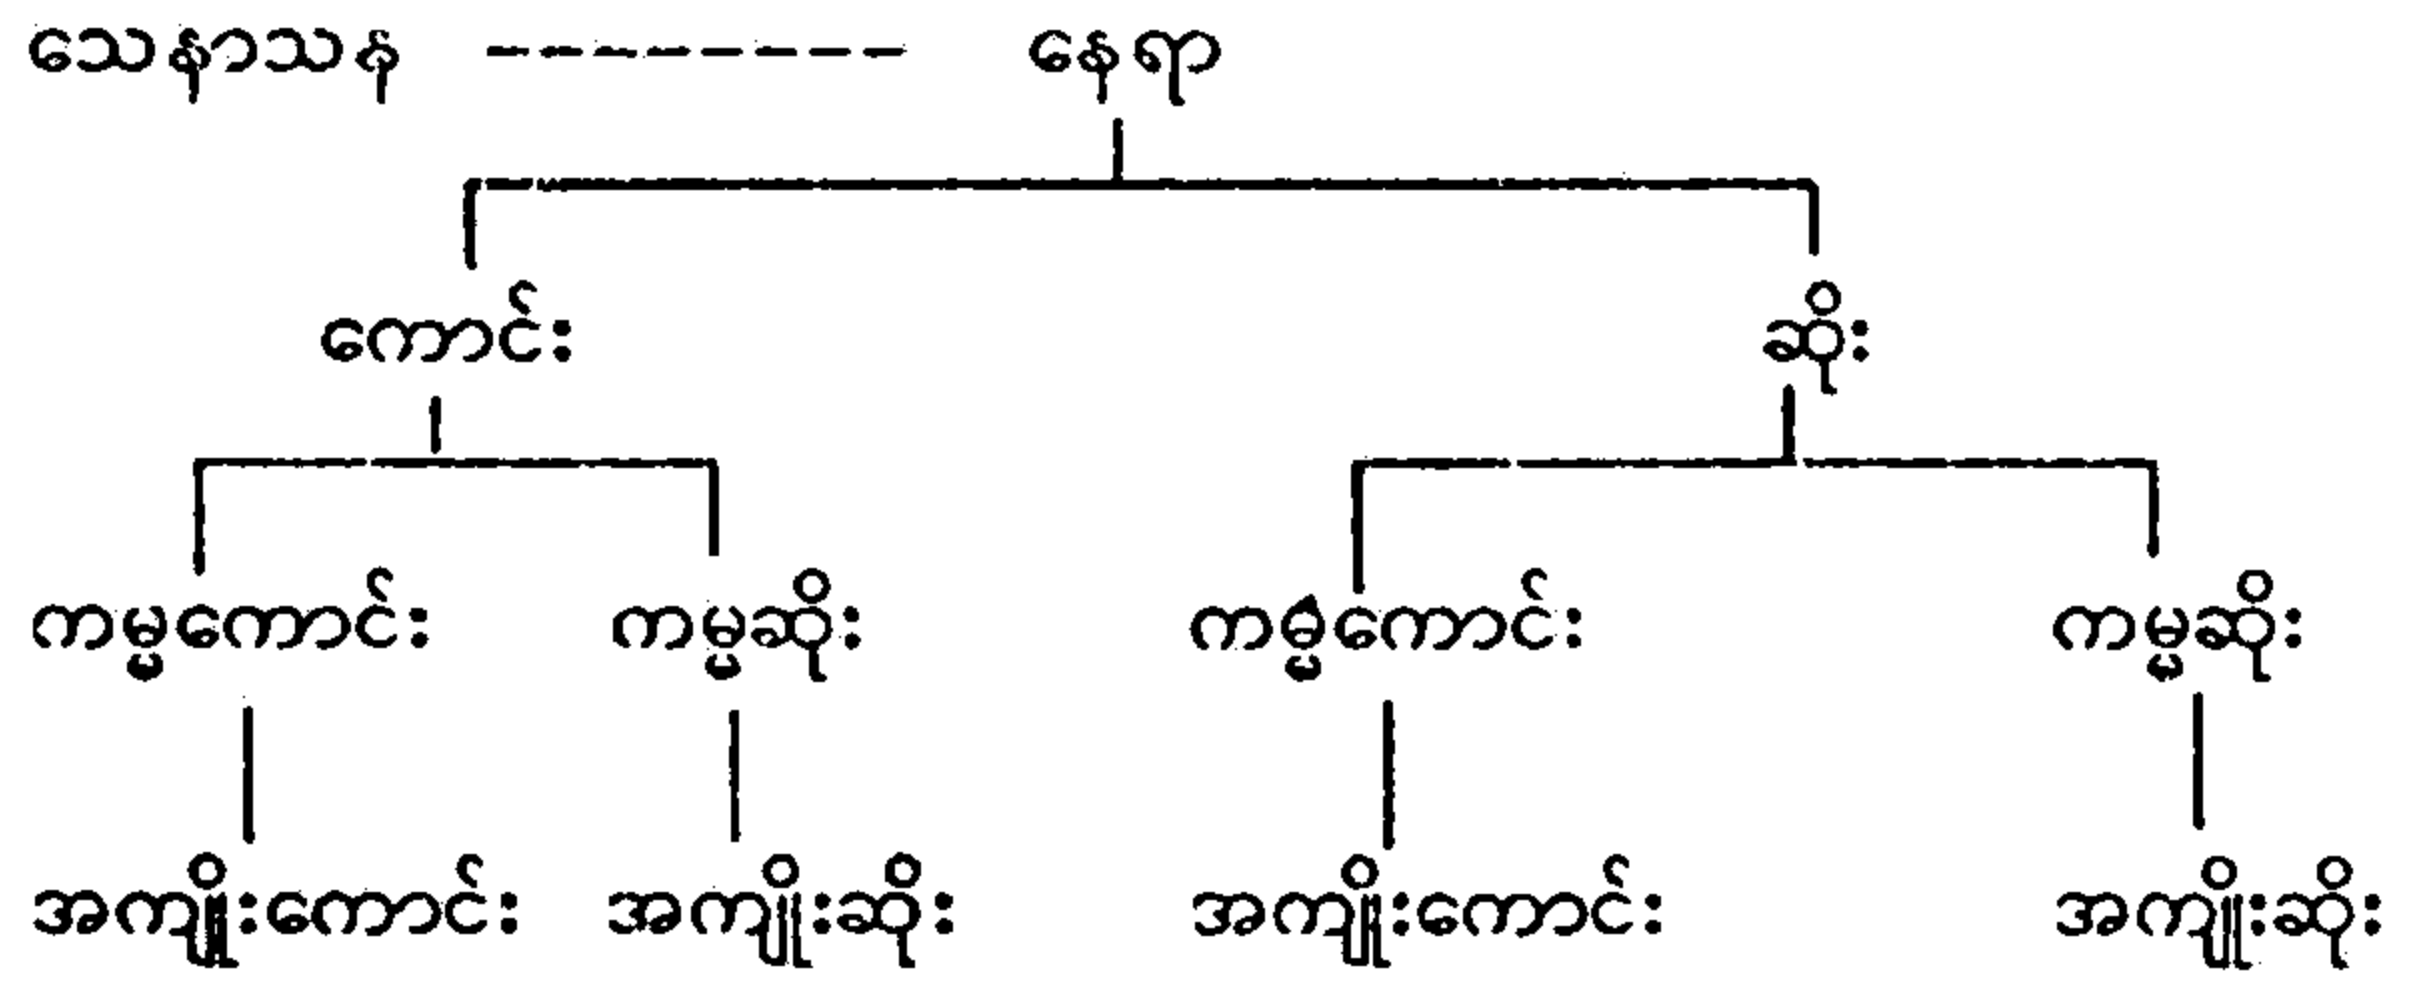 သေနာသန -------- နေရာ
ကောင်း ဆိုး
ကမ္မကောင်း ကမ္မဆိုး ကမ္မကောင်း ကမ္မဆိုး
အကျိုးကောင်း အကျိုးဆိုး အကျိုးကောင်း အကျိုးဆိုး